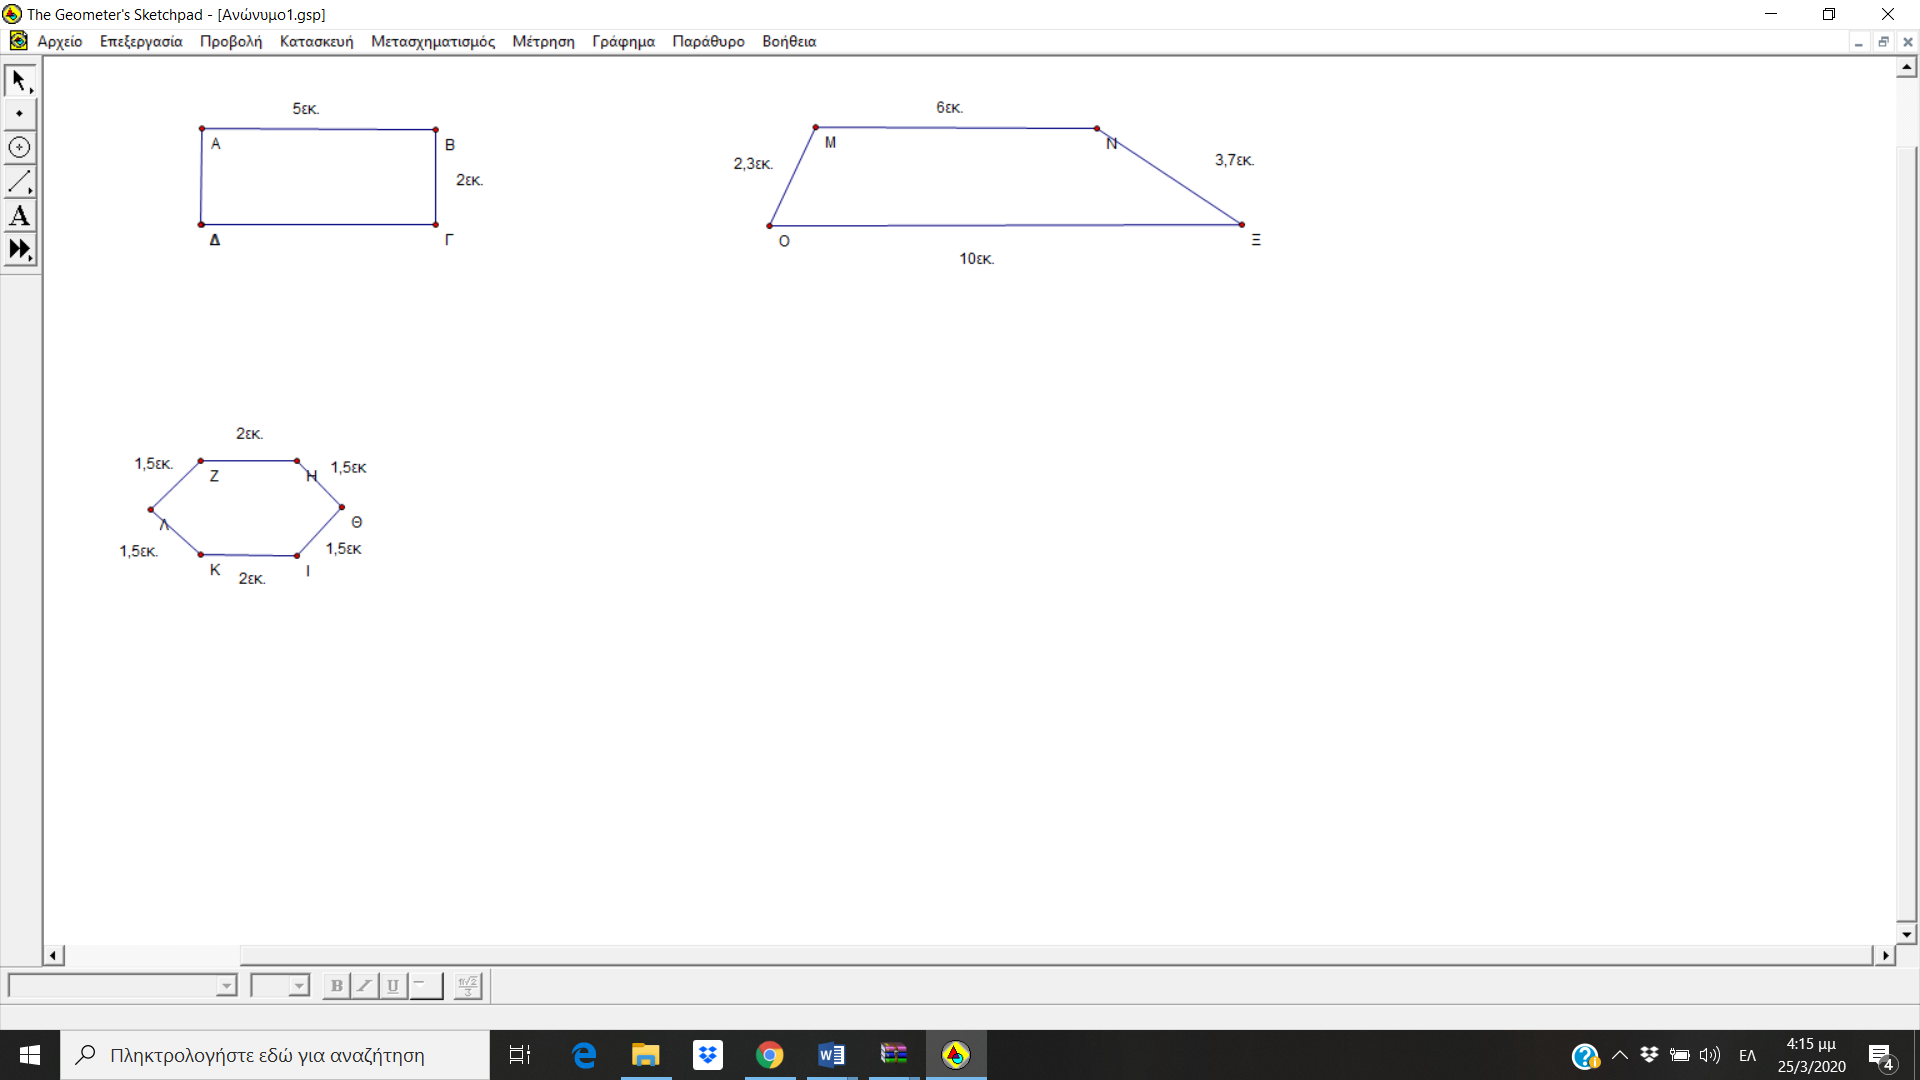 The Geometer's Sketchpad - [Ανώνυμο1.gsp]
Αρχείο Επεξεργασία Προβολή Κατασκευή Μετασχηματισμός Μέτρηση Γράφημα Παράθυρο Βοήθεια
A
5εκ.
Α
Β
2εκ.
Δ
Γ
6εκ.
Μ
Ν
2,3εκ.
3,7εκ.
Ο
Ξ
10εκ.
2εκ.
1,5εκ.
Ζ
Η
1,5εκ
Λ
Θ
1,5εκ.
1,5εκ
Κ
Ι
2εκ.
B I U
Πληκτρολογήστε εδώ για αναζήτηση
ΕΛ
4:15 μμ
25/3/2020
4